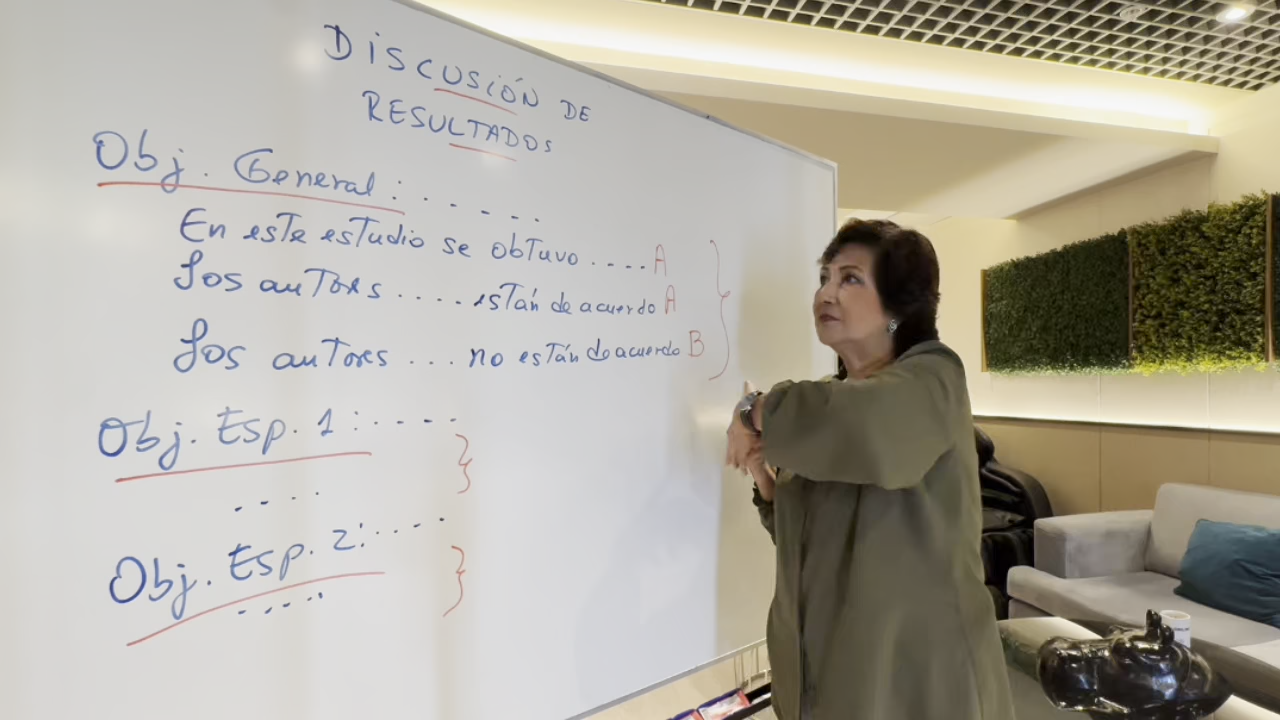 DISCUSIÓN DE
RESULTADOS
Obj. General: . . . . . .
En este estudio se obtuvo . . . . A
Los autores . . . . están de acuerdo A
Los autores . . . no están de acuerdo B
Obj. Esp. 1: . . . .
. . . .
Obj. Esp. 2: . . . .
. . . .